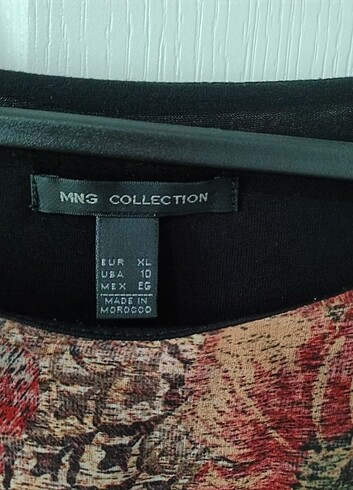 MNG COLLECTION
EUR XL
USA 10
MEX EG
MADE IN
MOROCCO